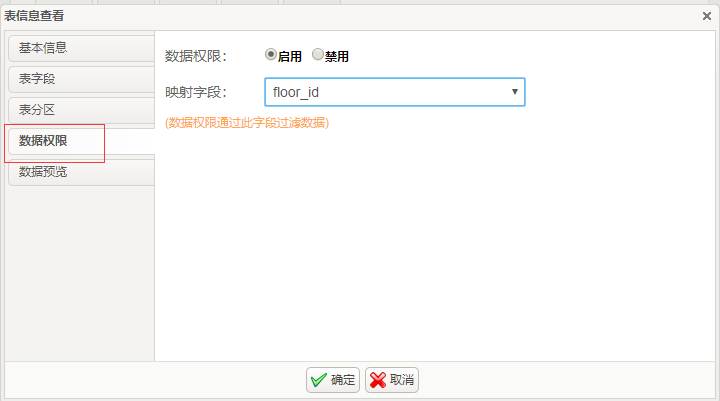 表信息查看
基本信息
表字段
表分区
数据权限
数据预览
数据权限： 启用 禁用
映射字段： floor_id
(数据权限通过此字段过滤数据)
确定 取消